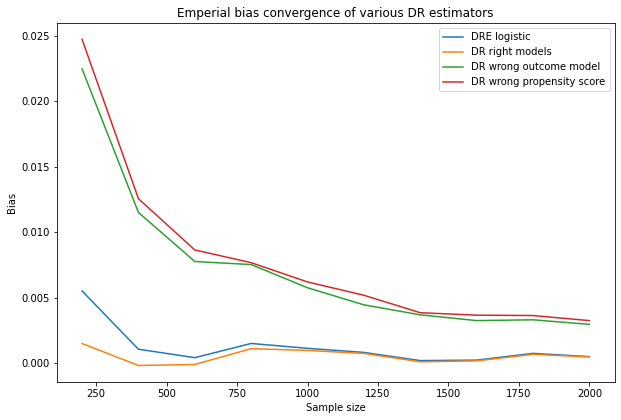 Emperial bias convergence of various DR estimators
DRE logistic
DR right models
DR wrong outcome model
DR wrong propensity score
Bias
0.025
0.020
0.015
0.010
0.005
0.000
250
500
750
1000
1250
1500
1750
2000
Sample size